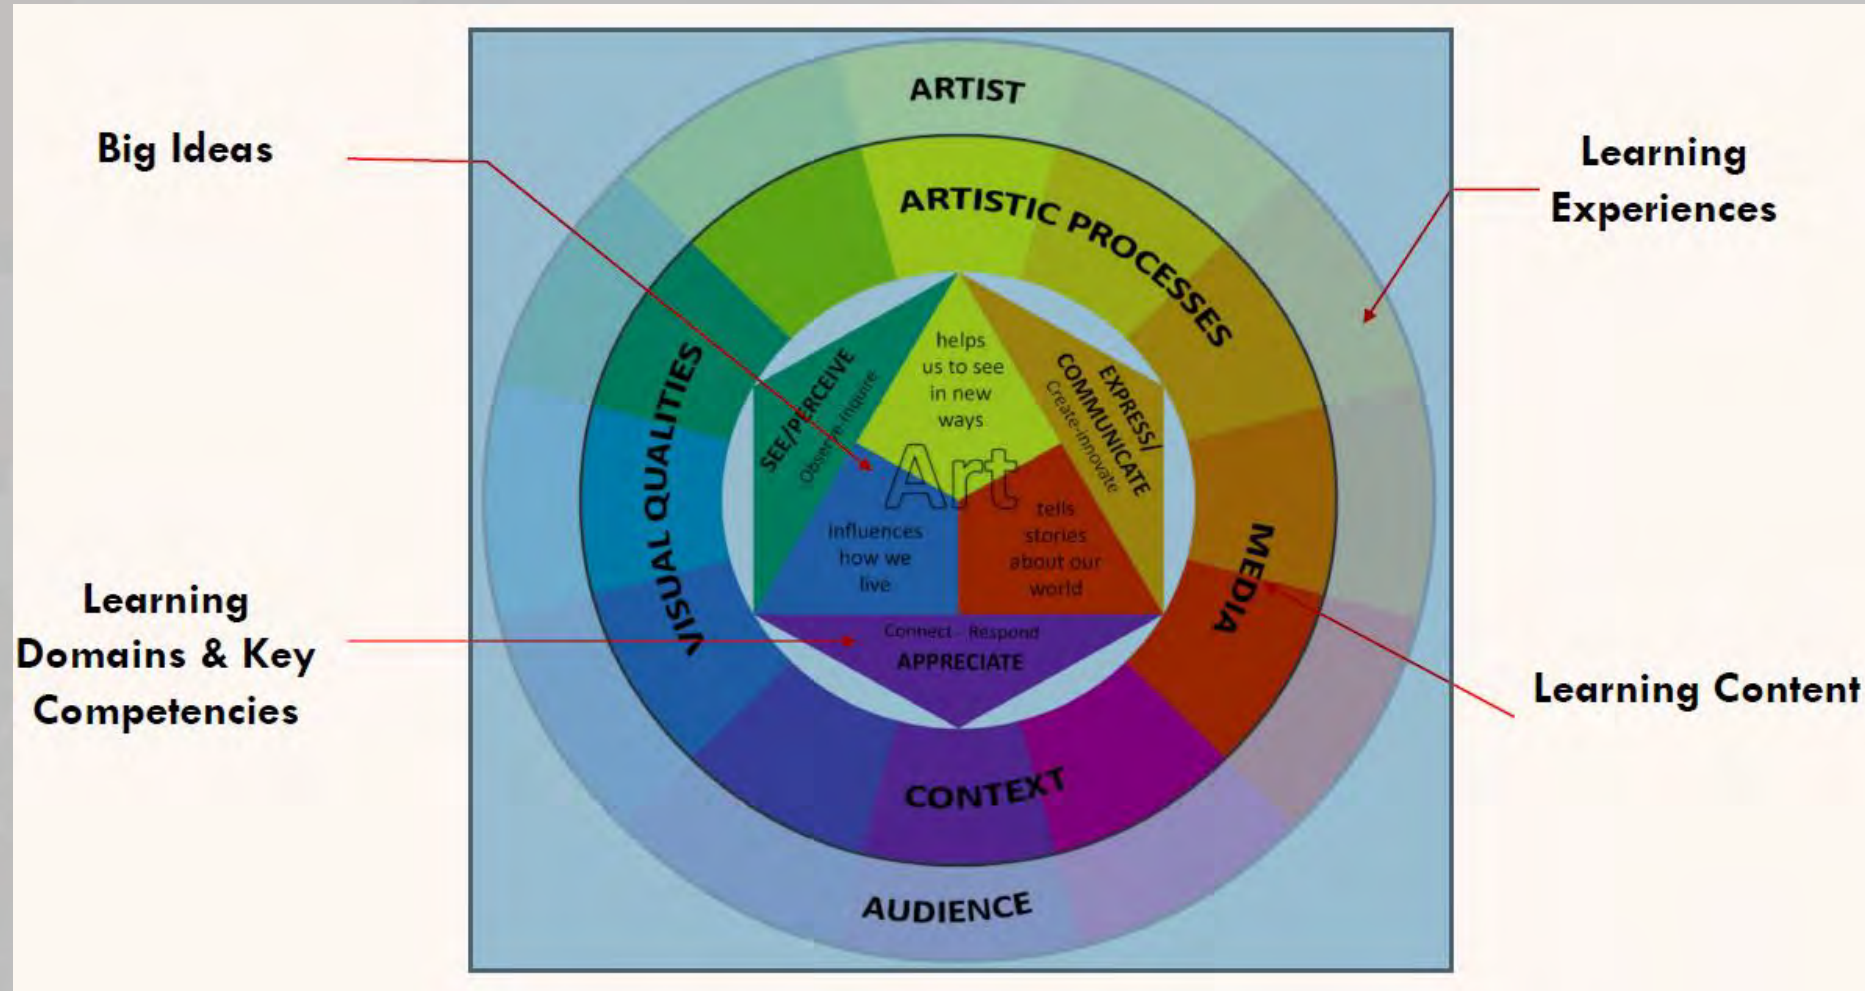 Big Ideas
Learning
Domains & Key
Competencies
ARTIST
ARTISTIC PROCESSES
VISUAL QUALITIES
MEDIA
CONTEXT
AUDIENCE
SEE/PERCEIVE
Observe-Inquire
EXPRESS/
COMMUNICATE
Create-innovate
helps
us to see
in new
ways
Art
influences
how we
live
tells
stories
about our
world
Connect - Respond
APPRECIATE
Learning
Experiences
Learning Content